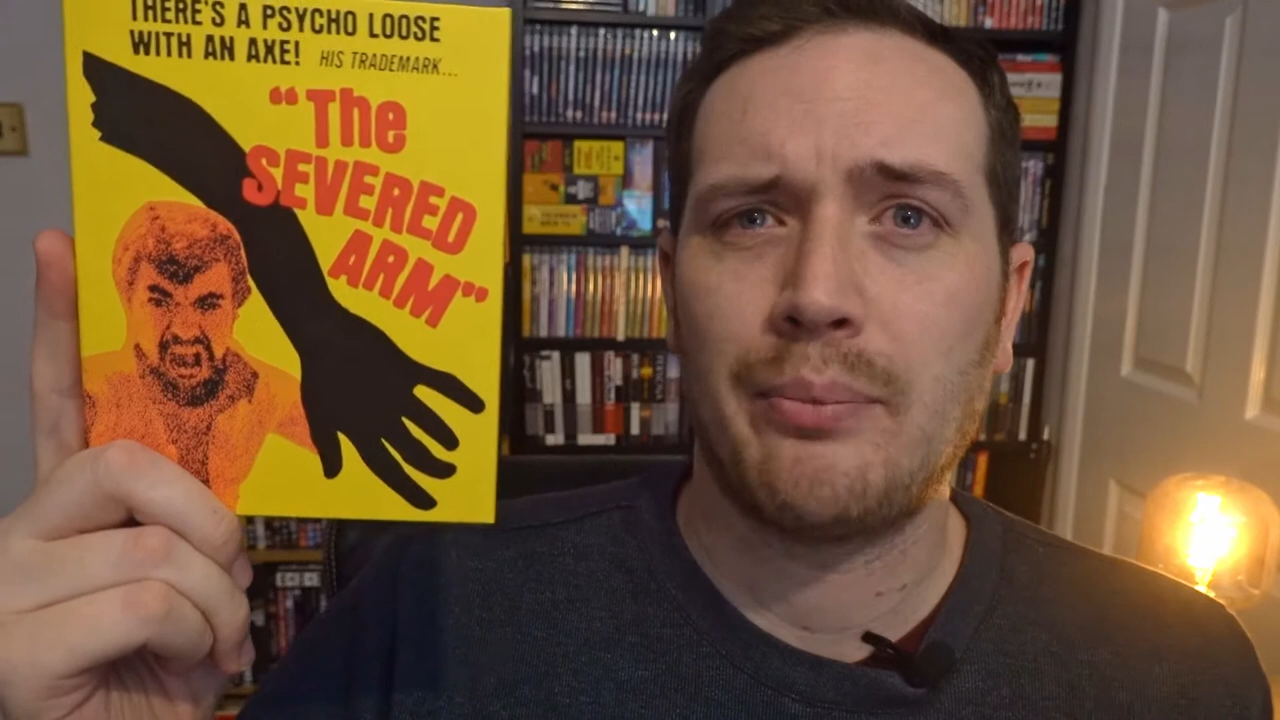 THERE'S A PSYCHO LOOSE
WITH AN AXE! HIS TRADEMARK...
"The
SEVERED
ARM"